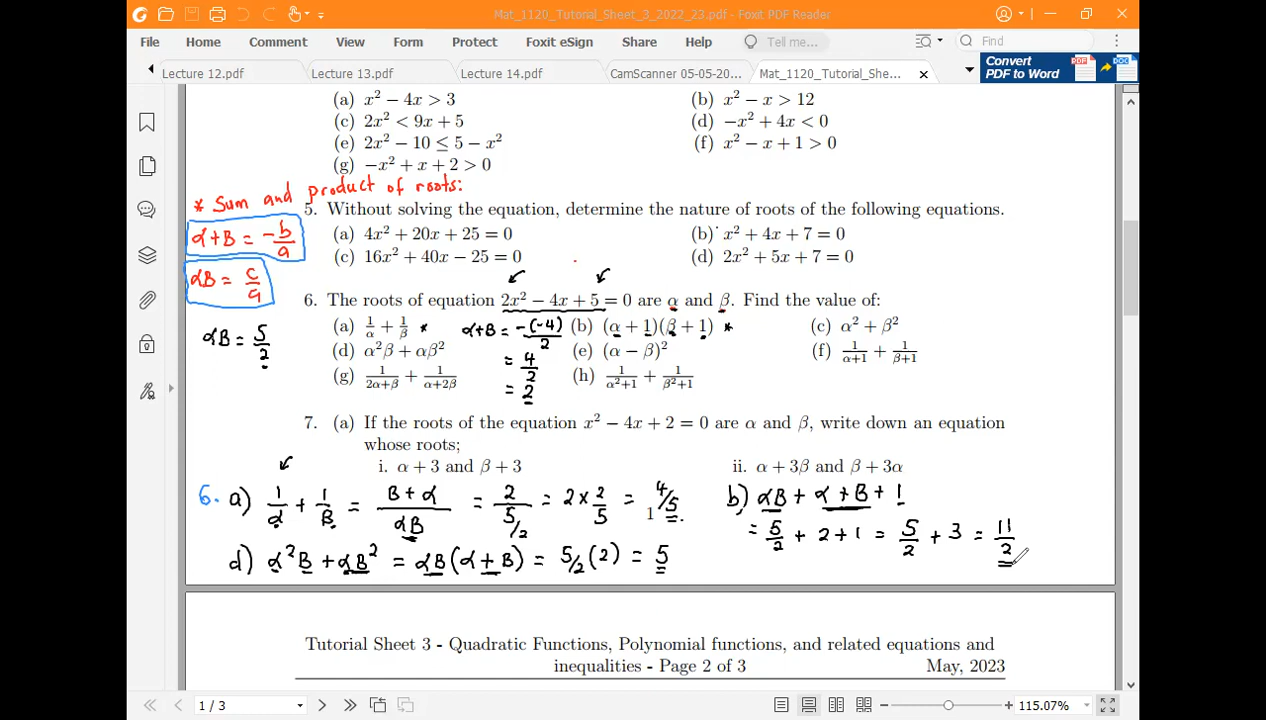 Mat_1120_Tutorial_Sheet_3_2022_23.pdf - Foxit PDF Reader
File Home Comment View Form Protect Foxit eSign Share Help Tell me... Find
Lecture 12.pdf Lecture 13.pdf Lecture 14.pdf CamScanner 05-05-20... Mat_1120__Tutorial_She...
Convert
PDF to Word
(a) x² − 4x > 3 (b) x² − x > 12
(c) 2x² < 9x + 5 (d) −x² + 4x < 0
(e) 2x² − 10 ≤ 5 − x² (f) x² − x + 1 > 0
(g) −x² + x + 2 > 0
* Sum and product of roots:
α+β = -b/a
αβ = c/a
5. Without solving the equation, determine the nature of roots of the following equations.
(a) 4x² + 20x + 25 = 0 (b) x² + 4x + 7 = 0
(c) 16x² + 40x − 25 = 0 (d) 2x² + 5x + 7 = 0
6. The roots of equation 2x² − 4x + 5 = 0 are α and β. Find the value of:
(a) 1/α + 1/β * (b) (α + 1)(β + 1) * (c) α² + β²
(d) α²β + αβ² (e) (α − β)² (f) 1/(α+1) + 1/(β+1)
(g) 1/(2α+β) + 1/(α+2β) (h) 1/(α²+1) + 1/(β²+1)
αβ = 5/2
α+β = -(-4)/2
= 4/2
= 2
7. (a) If the roots of the equation x² − 4x + 2 = 0 are α and β, write down an equation
whose roots;
i. α + 3 and β + 3 ii. α + 3β and β + 3α
6. a) 1/α + 1/β = (β + α)/αβ = 2/(5/2) = 2 × 2/5 = 4/5
d) α²β + αβ² = αβ(α + β) = 5/2(2) = 5
b) αβ + α + β + 1
= 5/2 + 2 + 1 = 5/2 + 3 = 11/2
1
Tutorial Sheet 3 - Quadratic Functions, Polynomial functions, and related equations and
inequalities - Page 2 of 3 May, 2023
1 / 3 115.07%